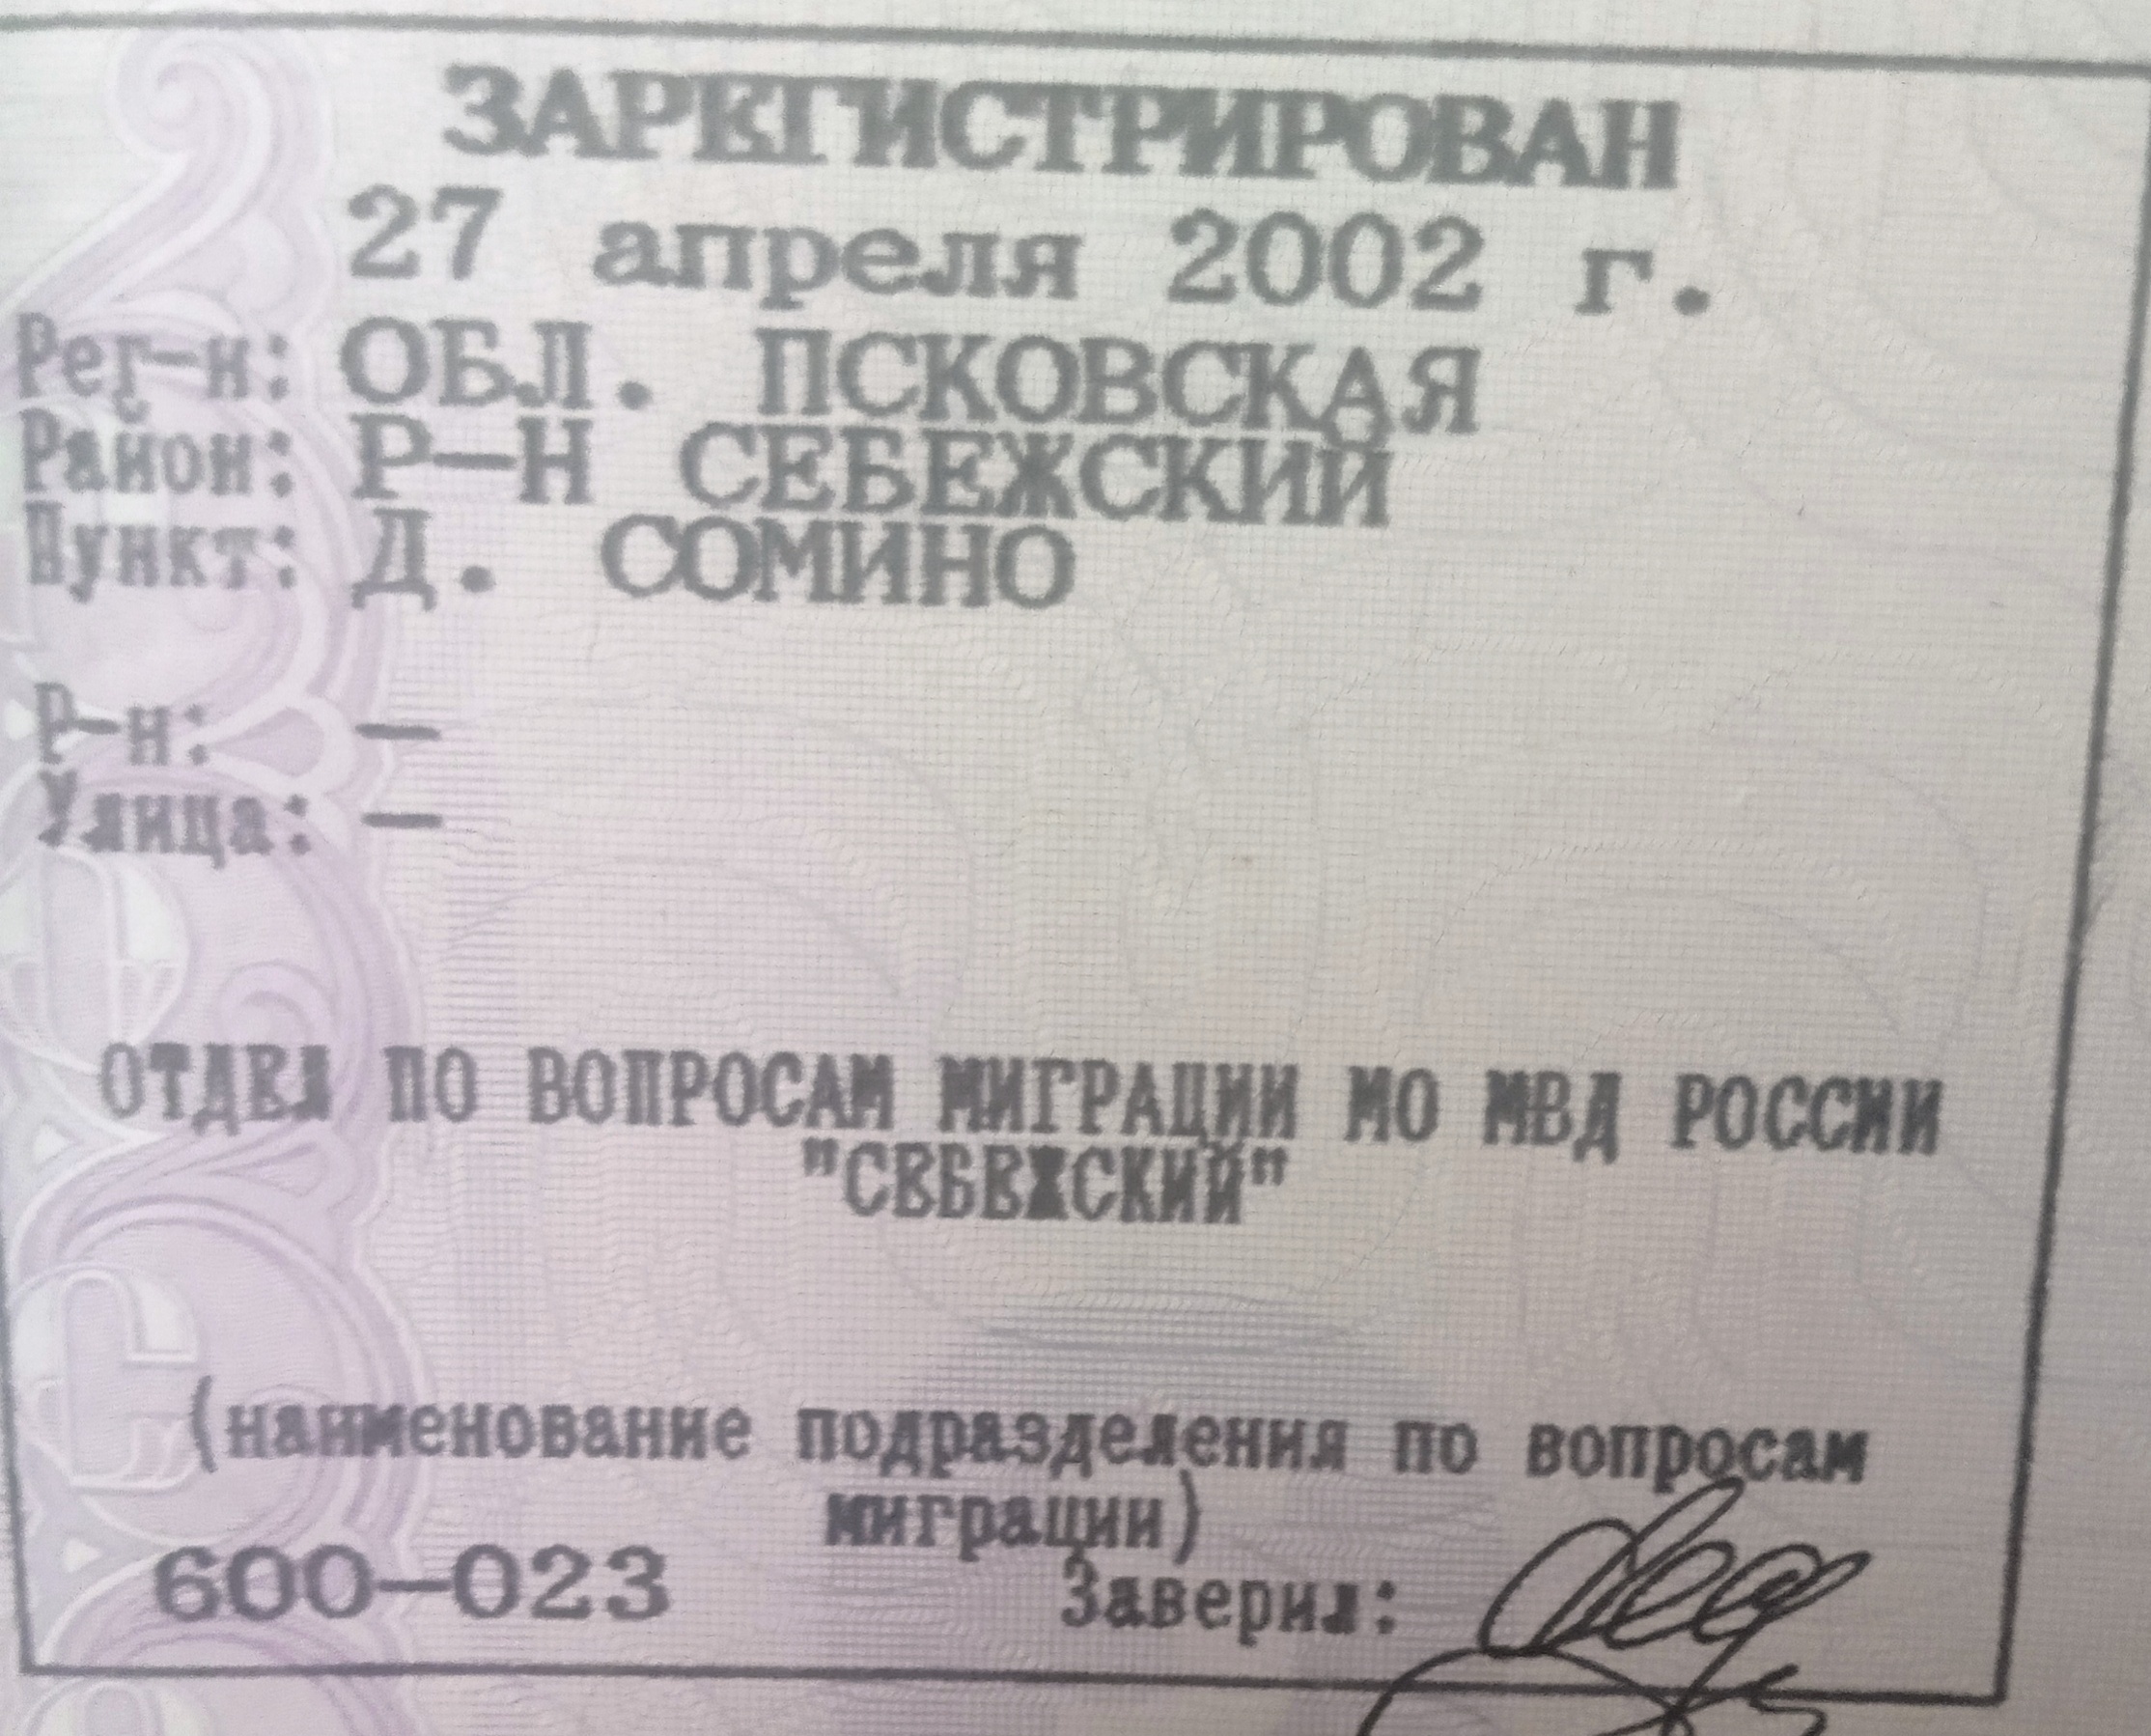 ЗАРЕГИСТРИРОВАН
27 апреля 2002 г.
Рег-н: ОБЛ. ПСКОВСКАЯ
Район: Р-Н СЕБЕЖСКИЙ
Пункт: Д. СОМИНО
Р-н: —
Улица: —
ОТДЕЛ ПО ВОПРОСАМ МИГРАЦИИ МО МВД РОССИИ
"СЕБЕЖСКИЙ"
(наименование подразделения по вопросам
миграции)
600-023 Заверил: